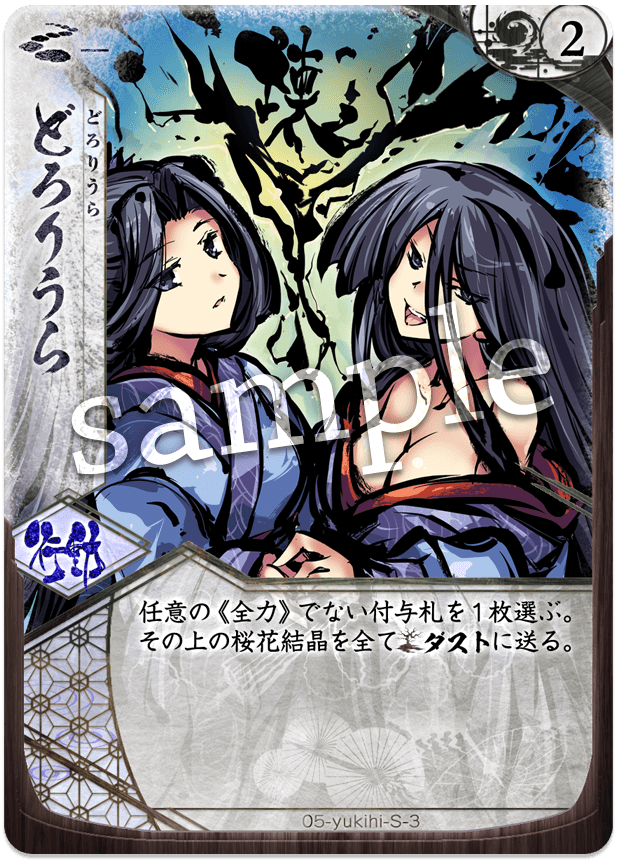 2
どろりうら
どろりうら
sample
行動
任意の《全力》でない付与札を１枚選ぶ。
その上の桜花結晶を全てダストに送る。
05-yukihi-S-3